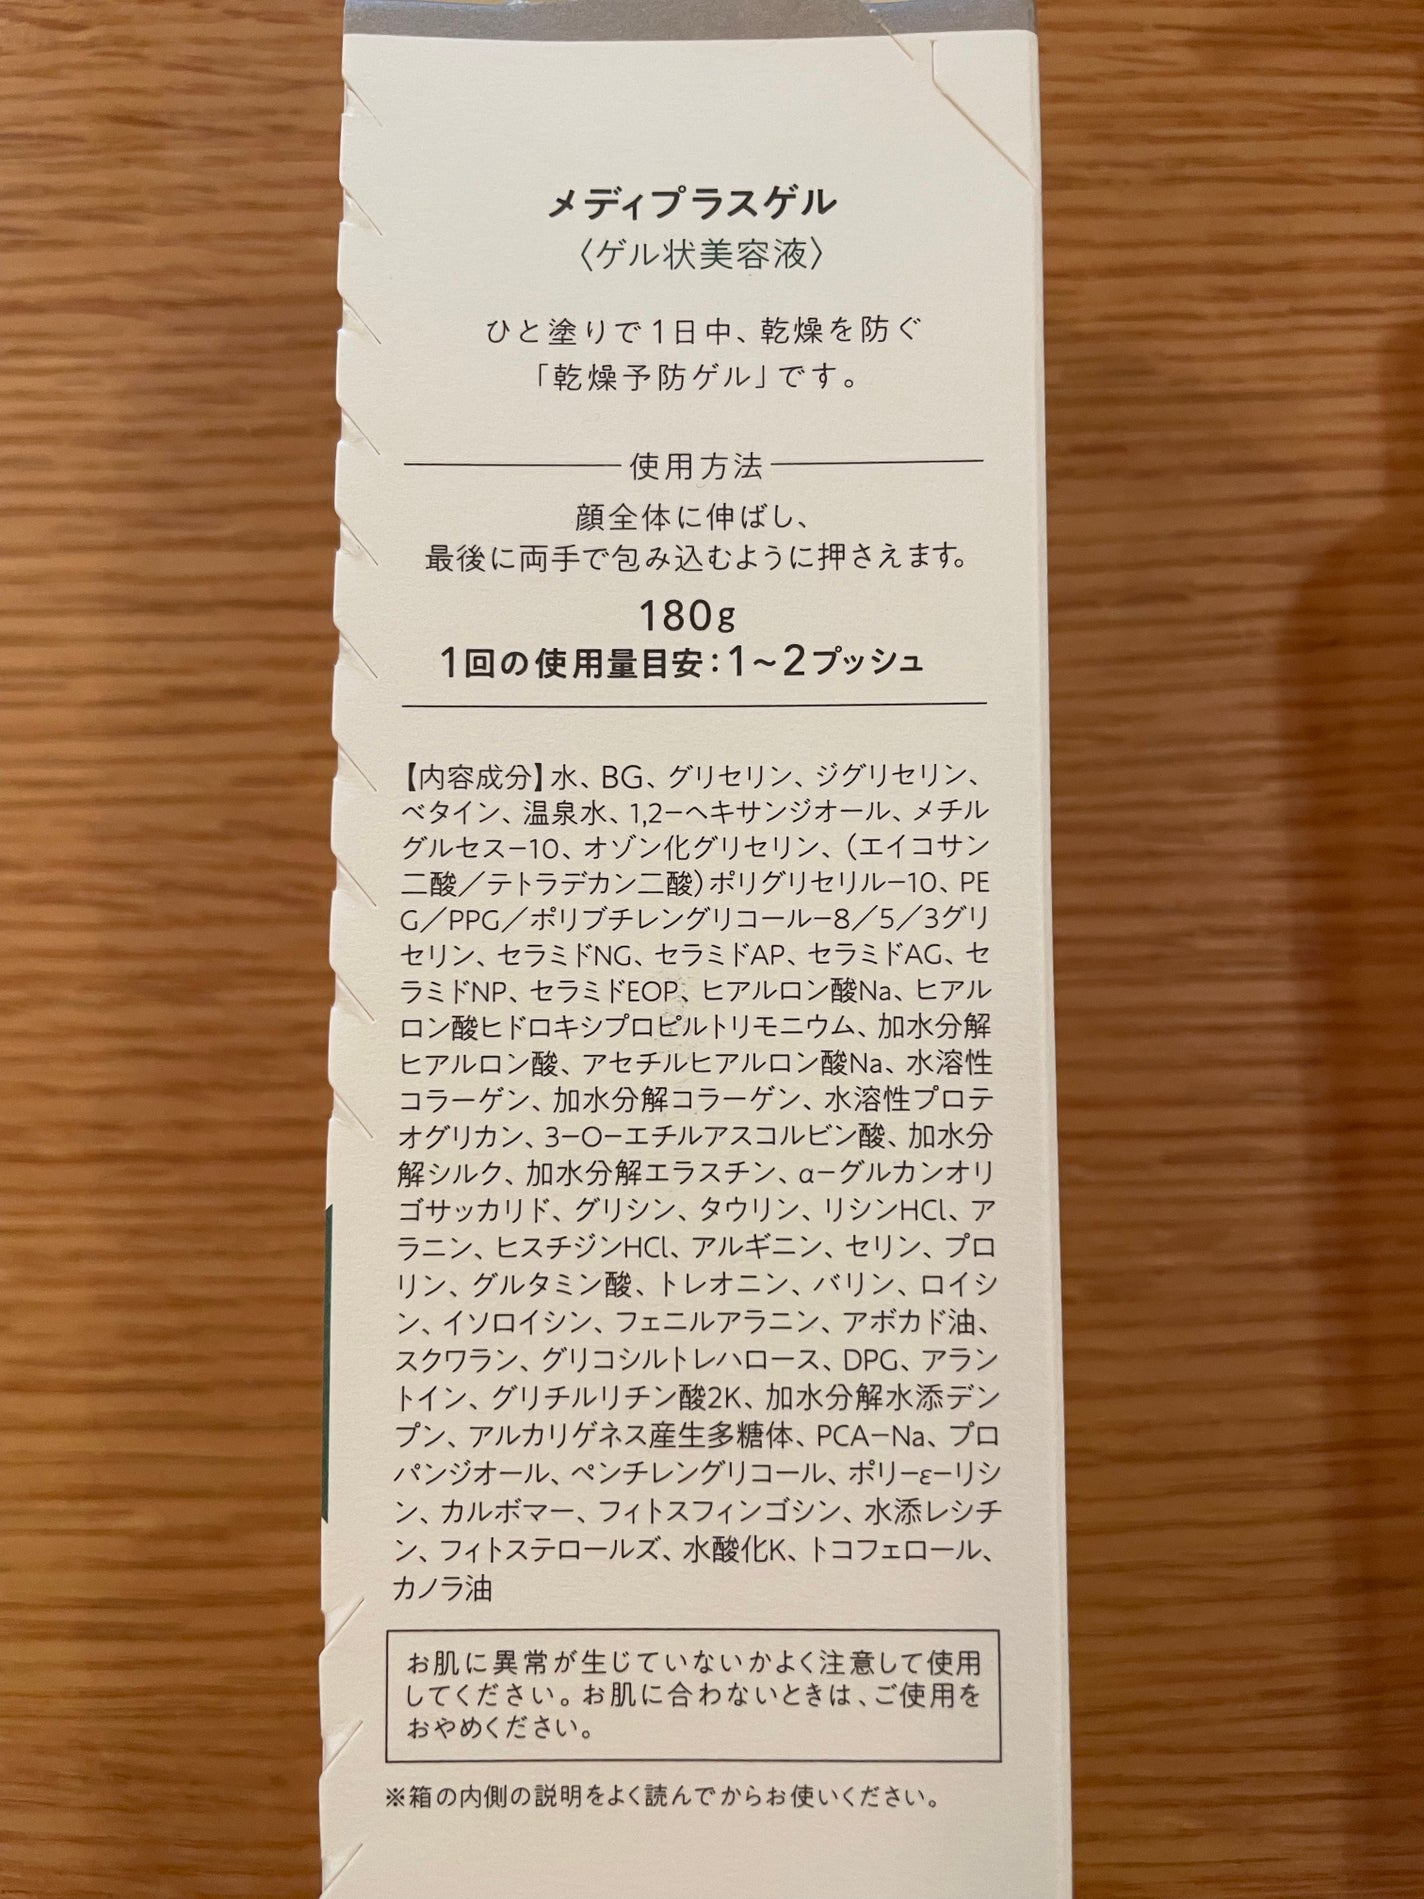 メディプラスゲル
〈ゲル状美容液〉
ひと塗りで1日中、乾燥を防ぐ
「乾燥予防ゲル」です。
使用方法
顔全体に伸ばし、
最後に両手で包み込むように押さえます。
180g
1回の使用量目安：1～2プッシュ
【内容成分】水、BG、グリセリン、ジグリセリン、
ベタイン、温泉水、1,2−ヘキサンジオール、メチル
グルセス−10、オゾン化グリセリン、（エイコサン
二酸／テトラデカン二酸）ポリグリセリル−10、PE
G／PPG／ポリブチレングリコール−8／5／3グリ
セリン、セラミドNG、セラミドAP、セラミドAG、セ
ラミドNP、セラミドEOP、ヒアルロン酸Na、ヒアル
ロン酸ヒドロキシプロピルトリモニウム、加水分解
ヒアルロン酸、アセチルヒアルロン酸Na、水溶性
コラーゲン、加水分解コラーゲン、水溶性プロテ
オグリカン、3−O−エチルアスコルビン酸、加水分
解シルク、加水分解エラスチン、α−グルカンオリ
ゴサッカリド、グリシン、タウリン、リシンHCl、ア
ラニン、ヒスチジンHCl、アルギニン、セリン、プロ
リン、グルタミン酸、トレオニン、バリン、ロイシ
ン、イソロイシン、フェニルアラニン、アボカド油、
スクワラン、グリコシルトレハロース、DPG、アラン
トイン、グリチルリチン酸2K、加水分解水添デン
プン、アルカリゲネス産生多糖体、PCA−Na、プロ
パンジオール、ペンチレングリコール、ポリ−ε−リシ
ン、カルボマー、フィトスフィンゴシン、水添レシチ
ン、フィトステロールズ、水酸化K、トコフェロール、
カノラ油
お肌に異常が生じていないかよく注意して使用
してください。お肌に合わないときは、ご使用を
おやめください。
※箱の内側の説明をよく読んでからお使いください。